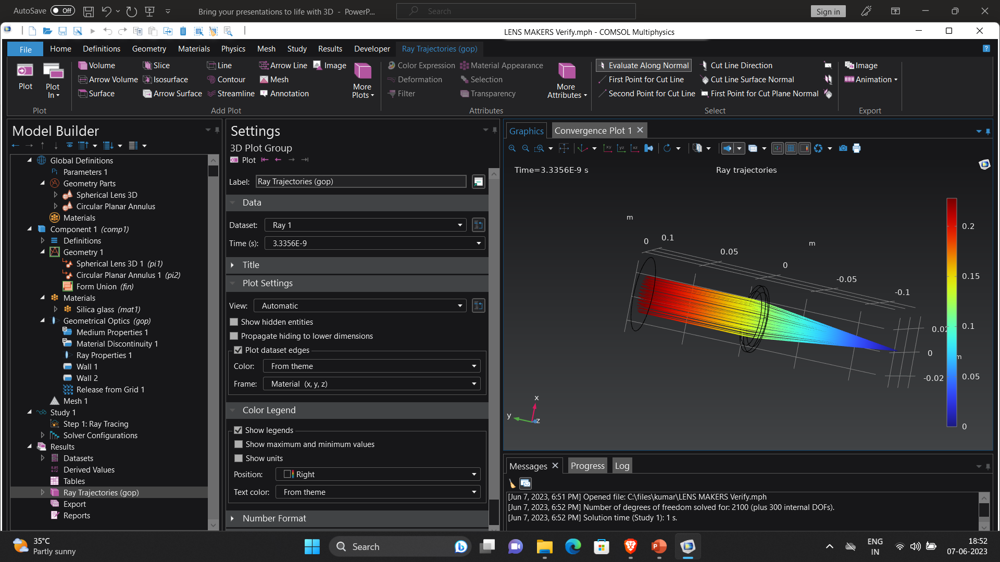 AutoSave Off Bring your presentations to life with 3D - PowerP... Search Sign in
LENS MAKERS Verify.mph - COMSOL Multiphysics
File Home Definitions Geometry Materials Physics Mesh Study Results Developer Ray Trajectories (gop) ?
Plot
Plot In
Plot
Volume Slice Line Arrow Line Image
Arrow Volume Isosurface Contour Mesh
Surface Arrow Surface Streamline Annotation
More Plots
Add Plot
Color Expression Material Appearance
Deformation Selection
Filter Transparency
More Attributes
Attributes
Evaluate Along Normal Cut Line Direction
First Point for Cut Line Cut Line Surface Normal
Second Point for Cut Line First Point for Cut Plane Normal
Select
Image
Animation
Export
Model Builder
Global Definitions
Pi Parameters 1
Geometry Parts
Spherical Lens 3D
Circular Planar Annulus
Materials
Component 1 (comp1)
Definitions
Geometry 1
Spherical Lens 3D 1 (pi1)
Circular Planar Annulus 1 (pi2)
Form Union (fin)
Materials
Silica glass (mat1)
Geometrical Optics (gop)
D Medium Properties 1
D Material Discontinuity 1
Ray Properties 1
Wall 1
Wall 2
Release from Grid 1
Mesh 1
Study 1
Step 1: Ray Tracing
Solver Configurations
Results
Datasets
Derived Values
Tables
Ray Trajectories (gop)
Export
Reports
Settings
3D Plot Group
Plot
Label: Ray Trajectories (gop)
Data
Dataset: Ray 1
Time (s): 3.3356E-9
Title
Plot Settings
View: Automatic
Show hidden entities
Propagate hiding to lower dimensions
Plot dataset edges
Color: From theme
Frame: Material (x, y, z)
Color Legend
Show legends
Show maximum and minimum values
Show units
Position: Right
Text color: From theme
Number Format
Graphics Convergence Plot 1
xy yz xz
Time=3.3356E-9 s Ray trajectories
m
0 0.1
0.05
m
0
-0.05
-0.1
0.02
0
m
-0.02
0.2
0.15
0.1
0.05
0
x
y
z
Messages Progress Log
[Jun 7, 2023, 6:51 PM] Opened file: C:\files\kumar\LENS MAKERS Verify.mph
[Jun 7, 2023, 6:52 PM] Number of degrees of freedom solved for: 2100 (plus 300 internal DOFs).
[Jun 7, 2023, 6:52 PM] Solution time (Study 1): 1 s.
35°C
Partly sunny
Search
ENG
IN
18:52
07-06-2023